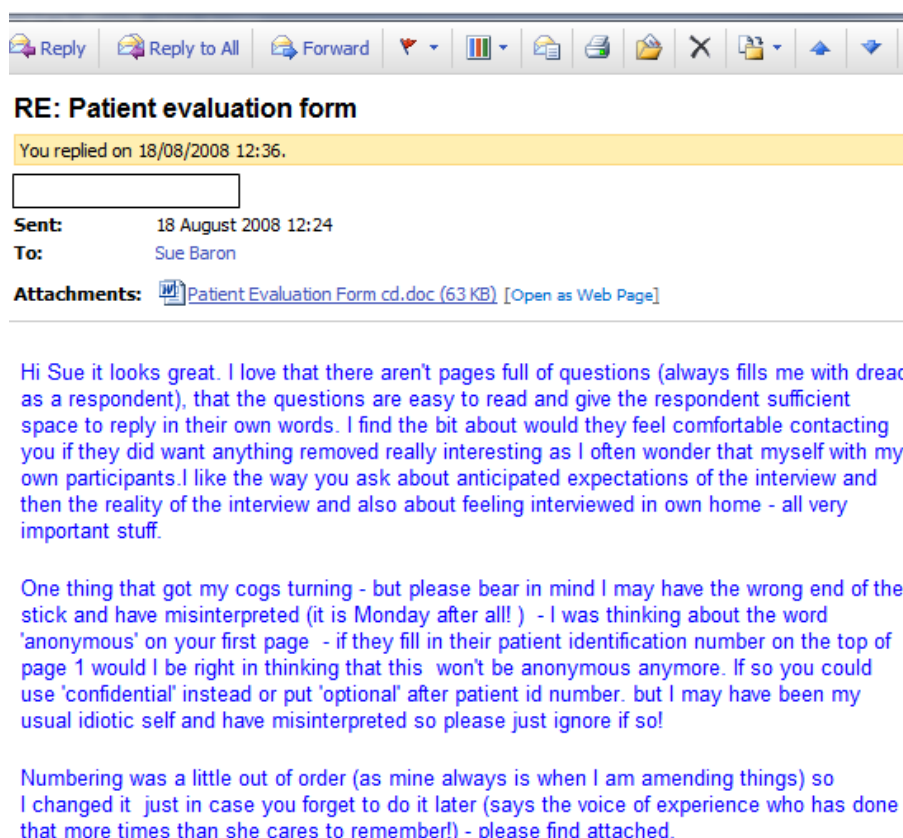 Reply Reply to All Forward
RE: Patient evaluation form
You replied on 18/08/2008 12:36.
Sent: 18 August 2008 12:24
To: Sue Baron
Attachments: Patient Evaluation Form cd.doc (63 KB) [Open as Web Page]
Hi Sue it looks great. I love that there aren't pages full of questions (always fills me with dread
as a respondent), that the questions are easy to read and give the respondent sufficient
space to reply in their own words. I find the bit about would they feel comfortable contacting
you if they did want anything removed really interesting as I often wonder that myself with my
own participants.I like the way you ask about anticipated expectations of the interview and
then the reality of the interview and also about feeling interviewed in own home - all very
important stuff.
One thing that got my cogs turning - but please bear in mind I may have the wrong end of the
stick and have misinterpreted (it is Monday after all! ) - I was thinking about the word
'anonymous' on your first page - if they fill in their patient identification number on the top of
page 1 would I be right in thinking that this won't be anonymous anymore. If so you could
use 'confidential' instead or put 'optional' after patient id number. but I may have been my
usual idiotic self and have misinterpreted so please just ignore if so!
Numbering was a little out of order (as mine always is when I am amending things) so
I changed it just in case you forget to do it later (says the voice of experience who has done
that more times than she cares to remember!) - please find attached.